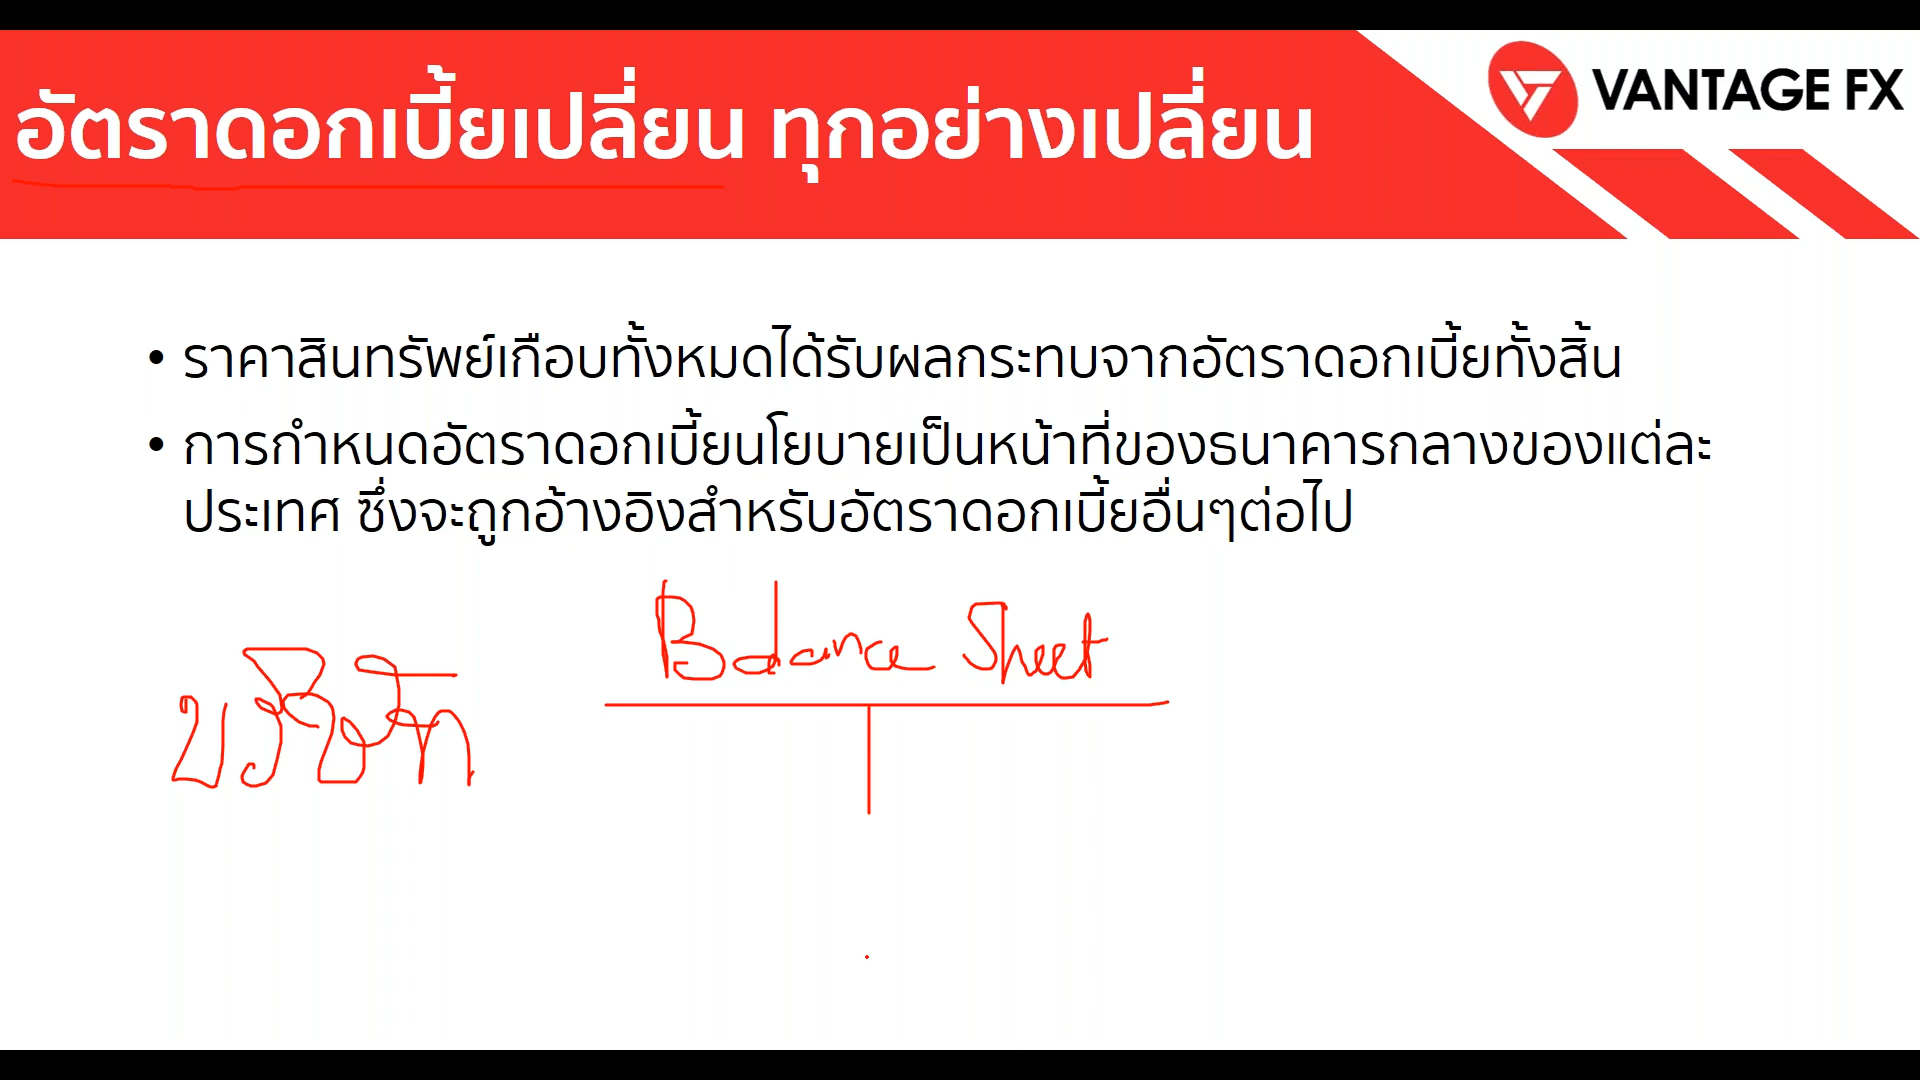 อัตราดอกเบี้ยเปลี่ยน ทุกอย่างเปลี่ยน
VANTAGE FX
• ราคาสินทรัพย์เกือบทั้งหมดได้รับผลกระทบจากอัตราดอกเบี้ยทั้งสิ้น
• การกำหนดอัตราดอกเบี้ยนโยบายเป็นหน้าที่ของธนาคารกลางของแต่ละ
ประเทศ ซึ่งจะถูกอ้างอิงสำหรับอัตราดอกเบี้ยอื่นๆต่อไป
Balance Sheet
บริษัท